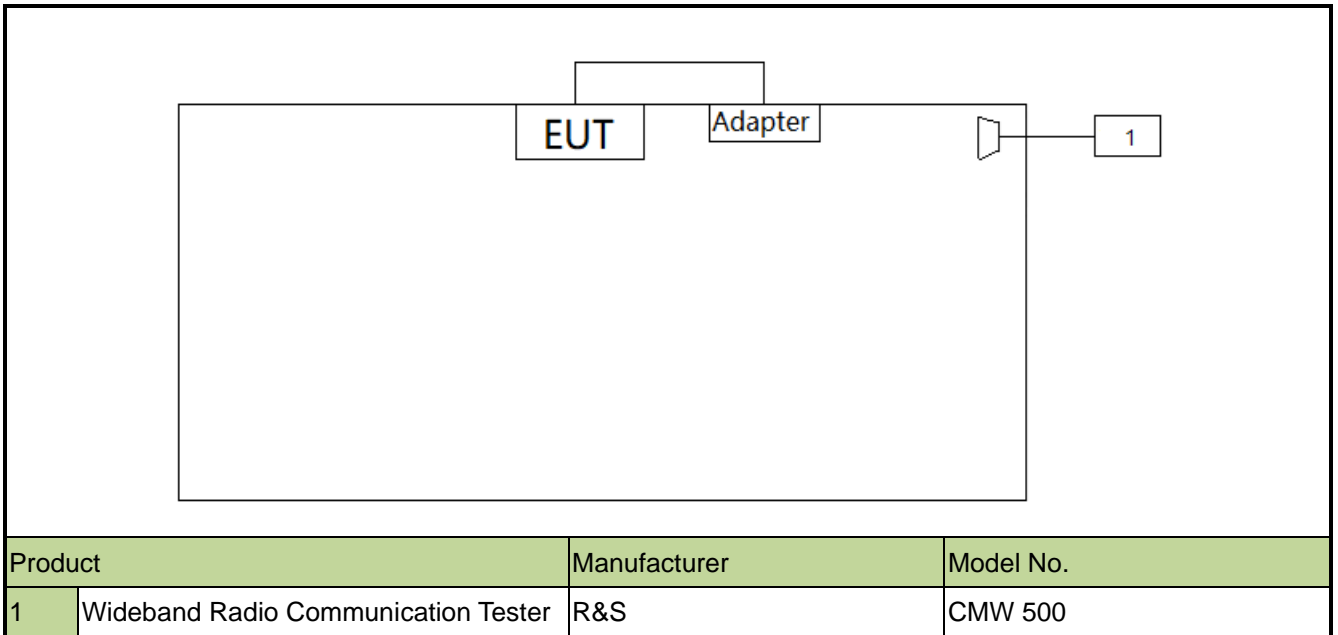 EUT
Adapter
1
Product Manufacturer Model No.
1 Wideband Radio Communication Tester R&S CMW 500